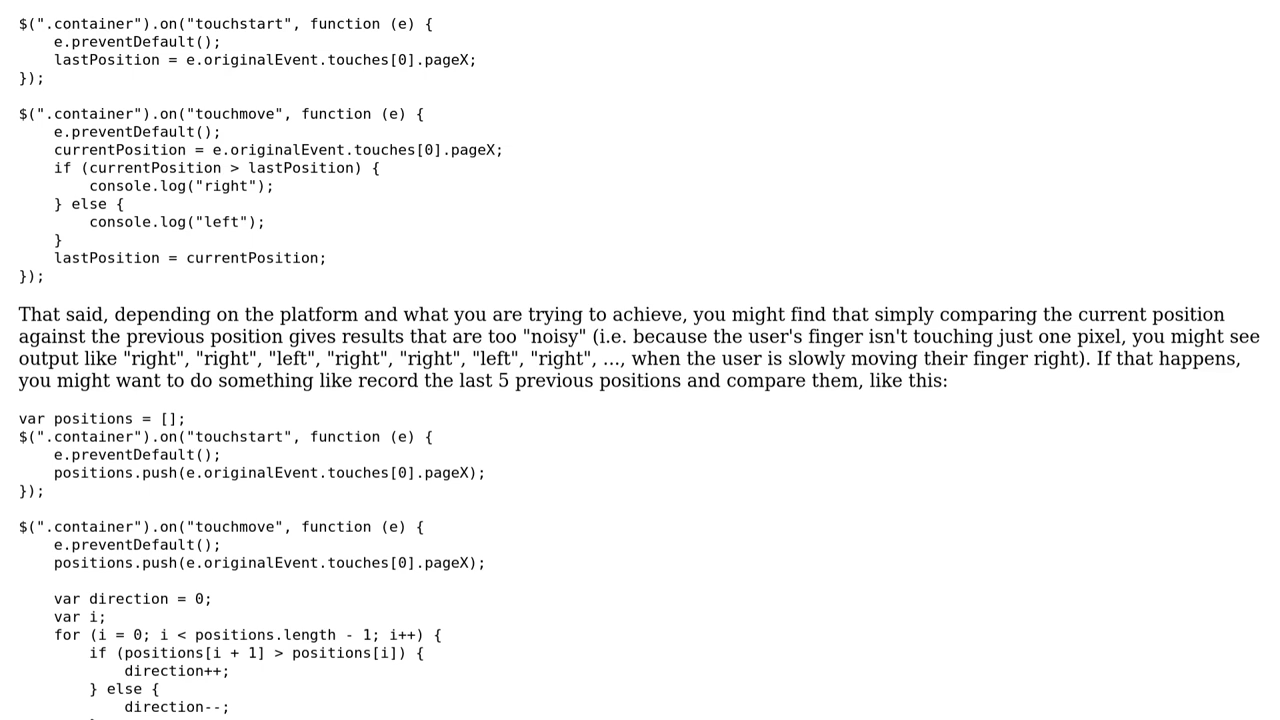 $(".container").on("touchstart", function (e) {
    e.preventDefault();
    lastPosition = e.originalEvent.touches[0].pageX;
});

$(".container").on("touchmove", function (e) {
    e.preventDefault();
    currentPosition = e.originalEvent.touches[0].pageX;
    if (currentPosition > lastPosition) {
        console.log("right");
    } else {
        console.log("left");
    }
    lastPosition = currentPosition;
});

That said, depending on the platform and what you are trying to achieve, you might find that simply comparing the current position
against the previous position gives results that are too "noisy" (i.e. because the user's finger isn't touching just one pixel, you might see
output like "right", "right", "left", "right", "right", "left", "right", ..., when the user is slowly moving their finger right). If that happens,
you might want to do something like record the last 5 previous positions and compare them, like this:

var positions = [];
$(".container").on("touchstart", function (e) {
    e.preventDefault();
    positions.push(e.originalEvent.touches[0].pageX);
});

$(".container").on("touchmove", function (e) {
    e.preventDefault();
    positions.push(e.originalEvent.touches[0].pageX);

    var direction = 0;
    var i;
    for (i = 0; i < positions.length - 1; i++) {
        if (positions[i + 1] > positions[i]) {
            direction++;
        } else {
            direction--;